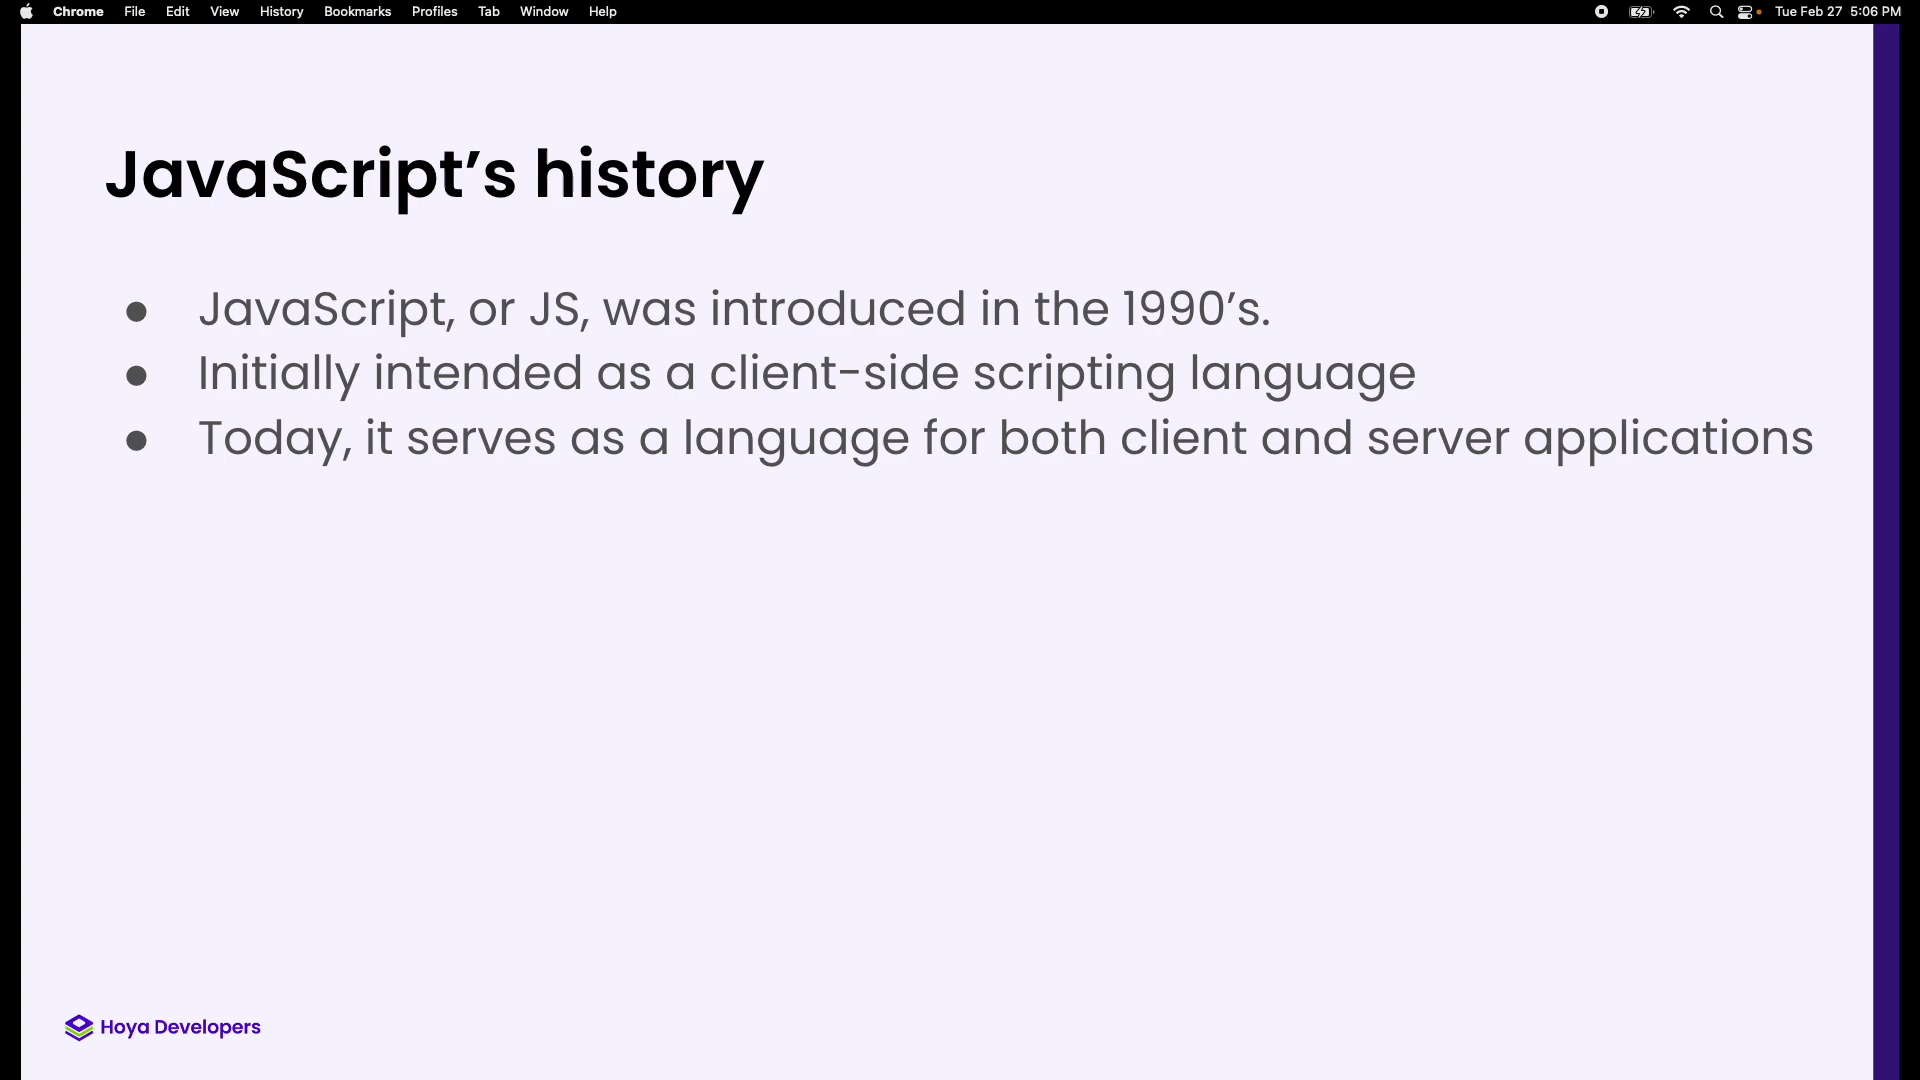 Chrome File Edit View History Bookmarks Profiles Tab Window Help Tue Feb 27 5:06 PM
JavaScript’s history
● JavaScript, or JS, was introduced in the 1990’s.
● Initially intended as a client-side scripting language
● Today, it serves as a language for both client and server applications
Hoya Developers